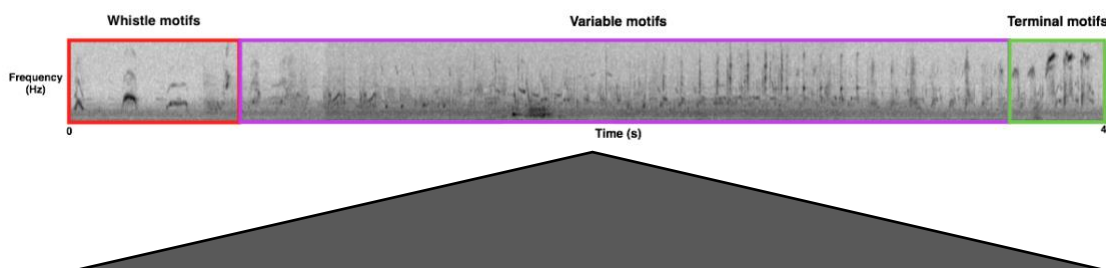 Whistle motifs
Variable motifs
Terminal motifs
Frequency
(Hz)
0
Time (s)
4